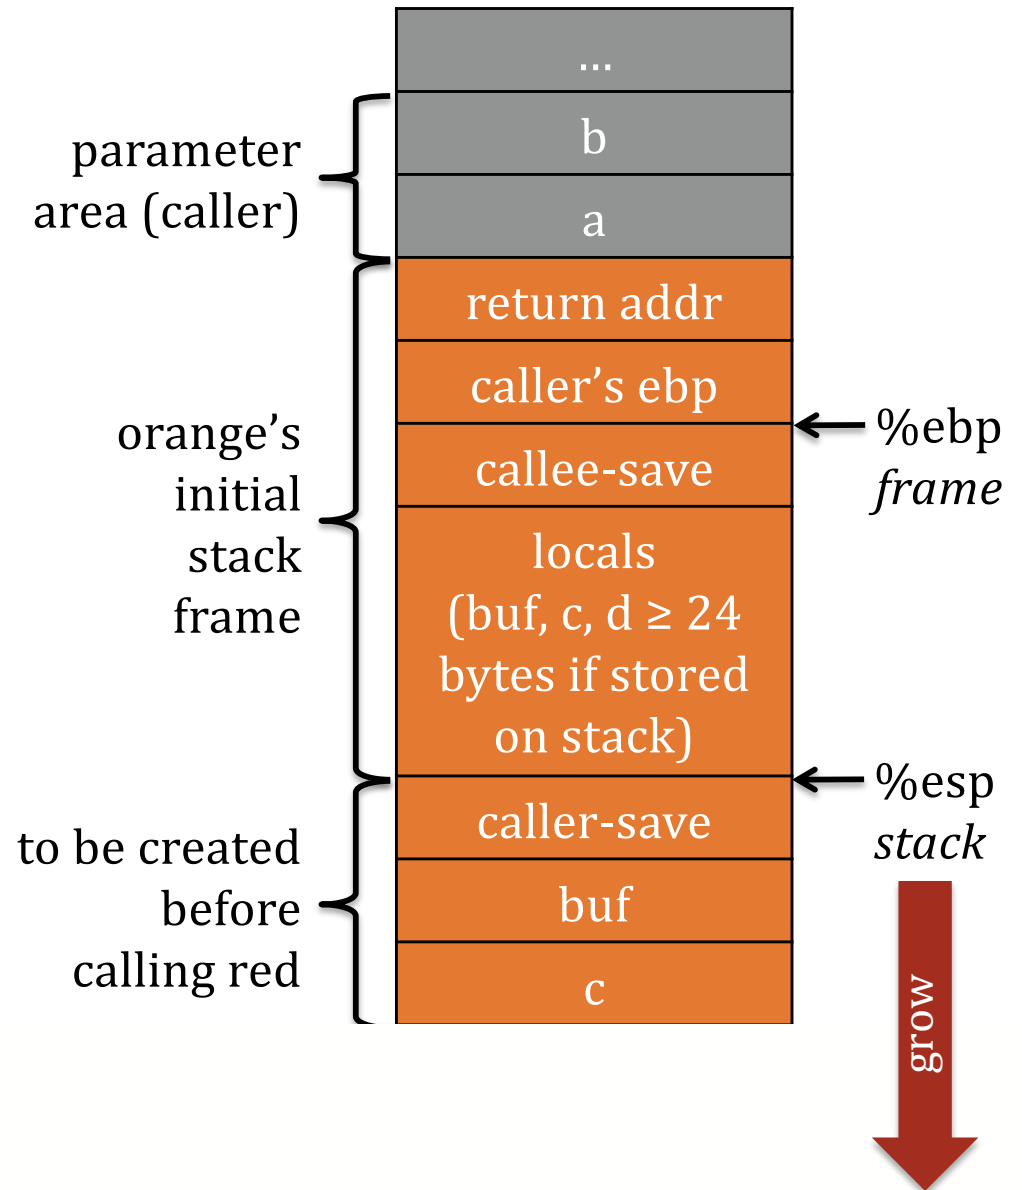 ...
parameter
area (caller)
b
a
return addr
caller’s ebp
callee-save
%ebp
frame
orange’s
initial
stack
frame
locals
(buf, c, d ≥ 24
bytes if stored
on stack)
%esp
stack
caller-save
buf
c
to be created
before
calling red
grow